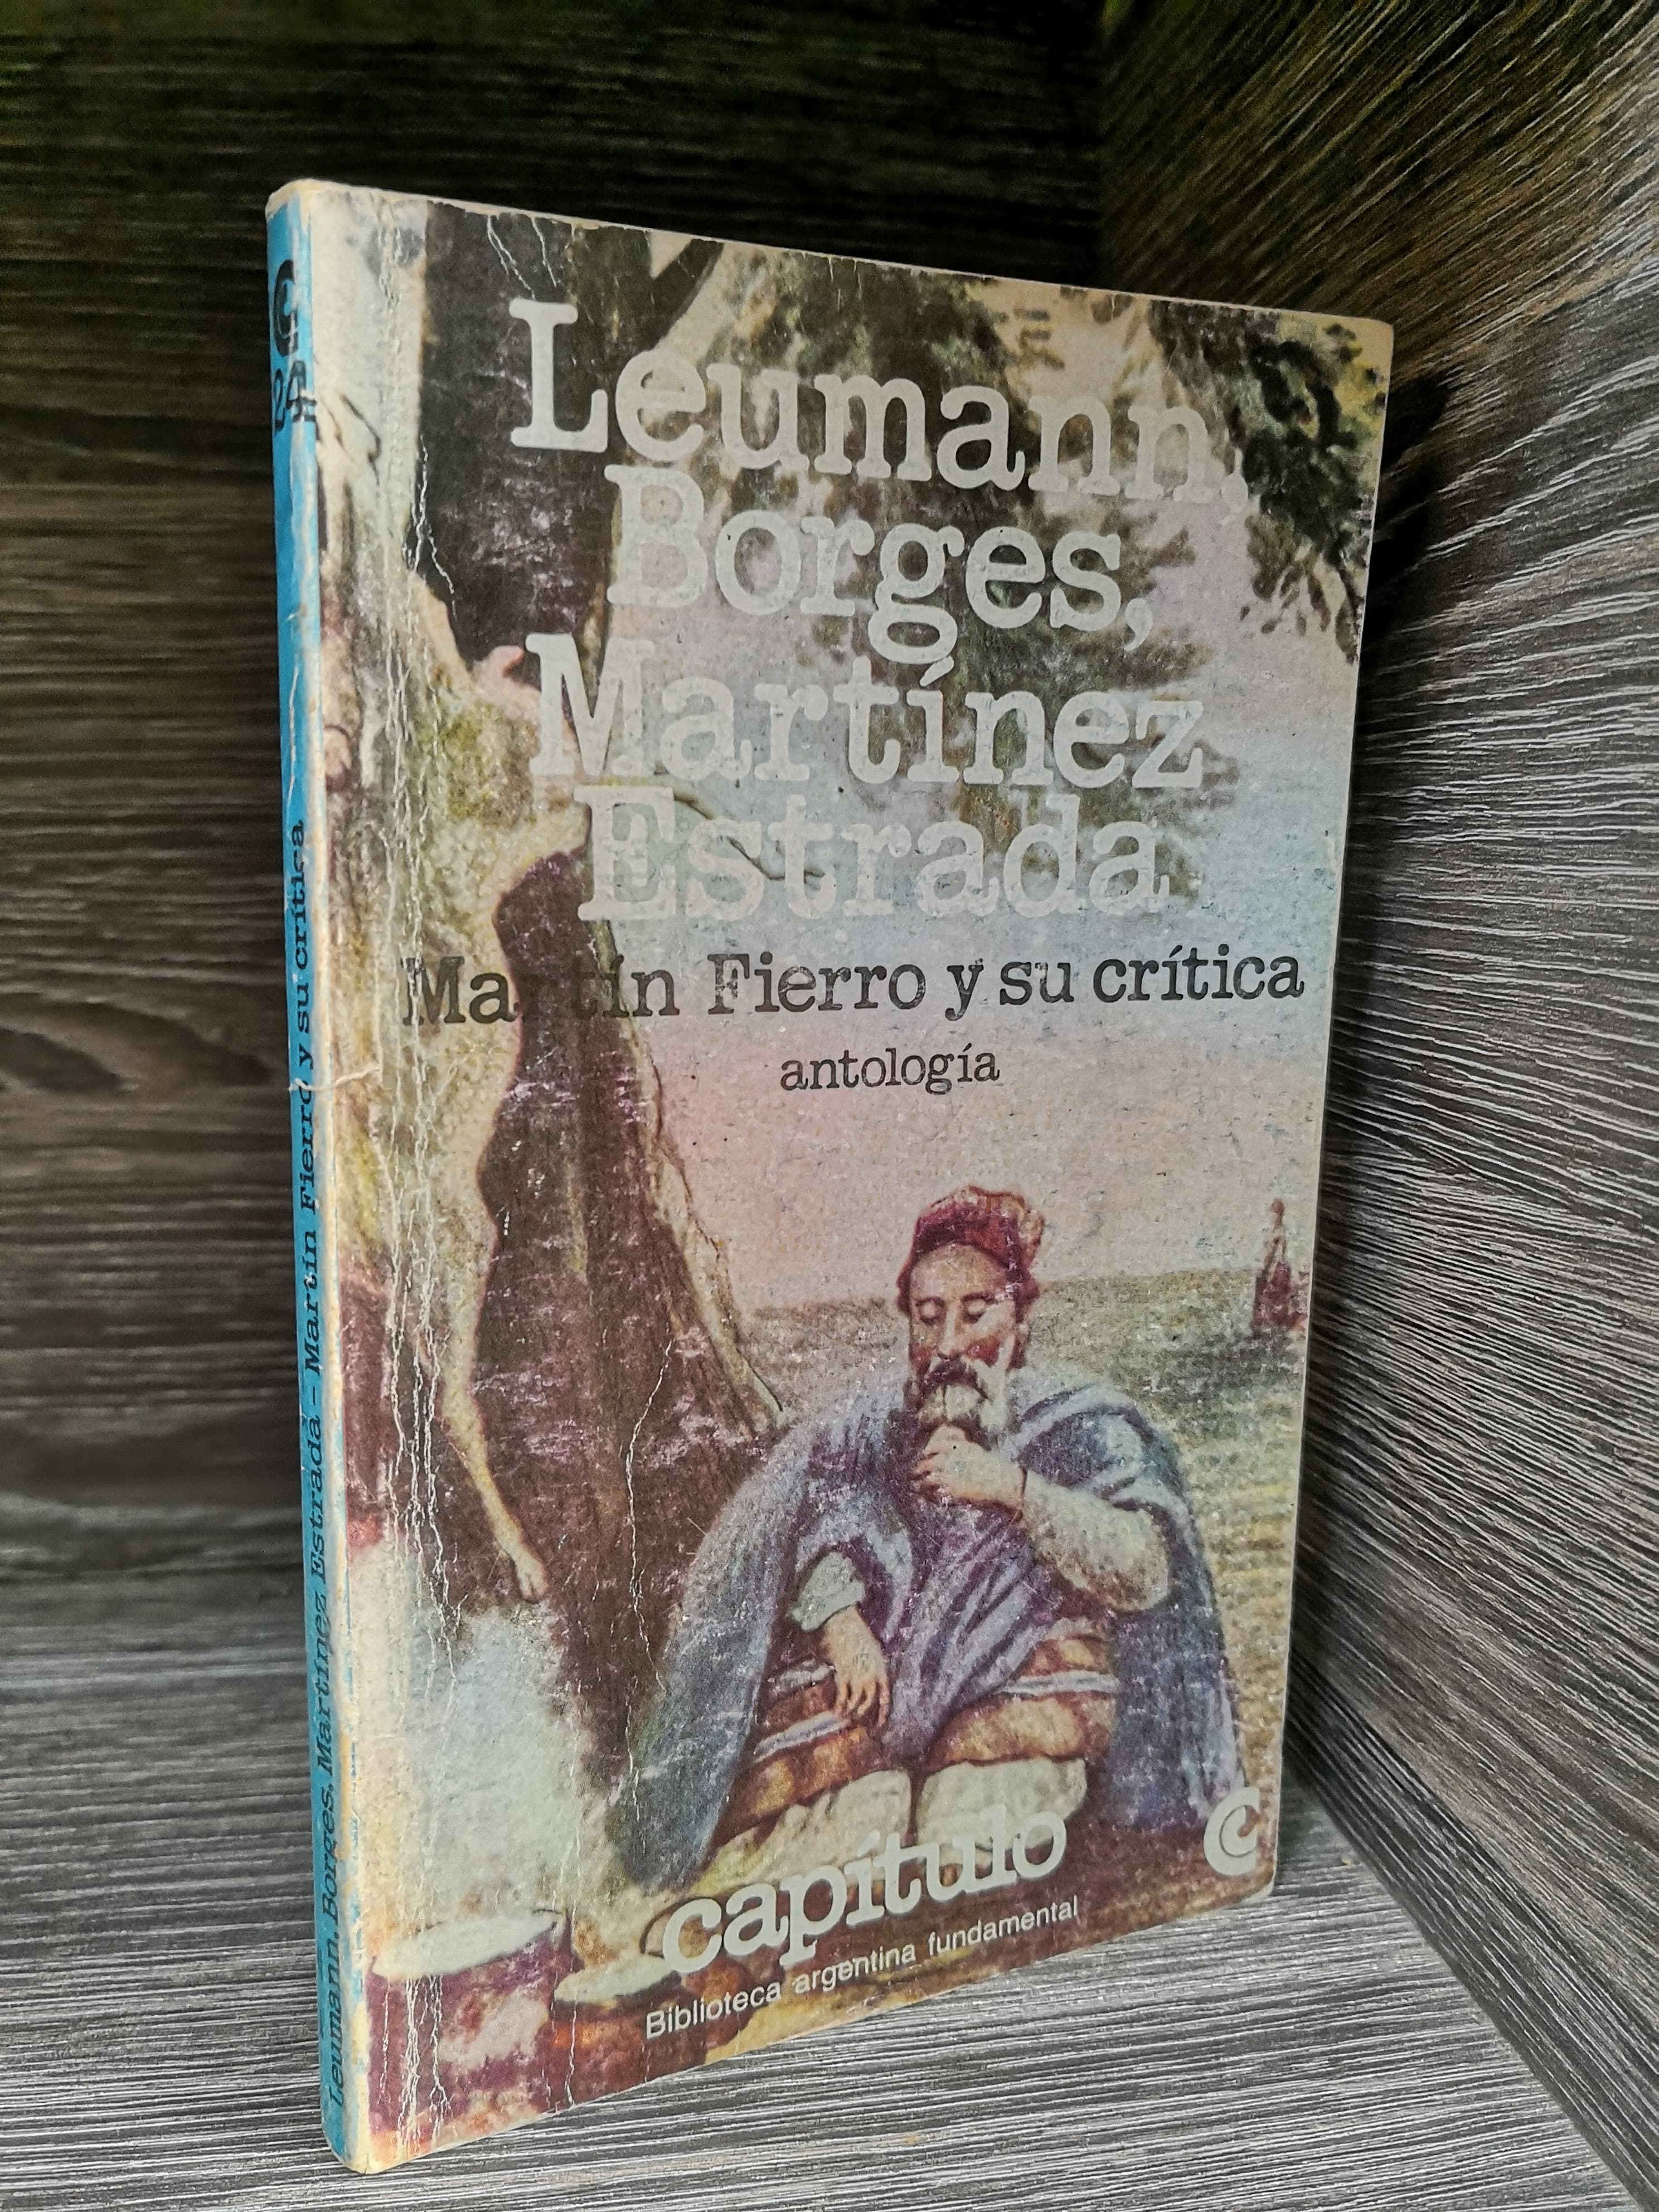 Leumann,
Borges,
Martínez
Estrada
Martín Fierro y su crítica
antología
capítulo
Biblioteca argentina fundamental
Leumann, Borges, Martínez Estrada – Martín Fierro y su crítica